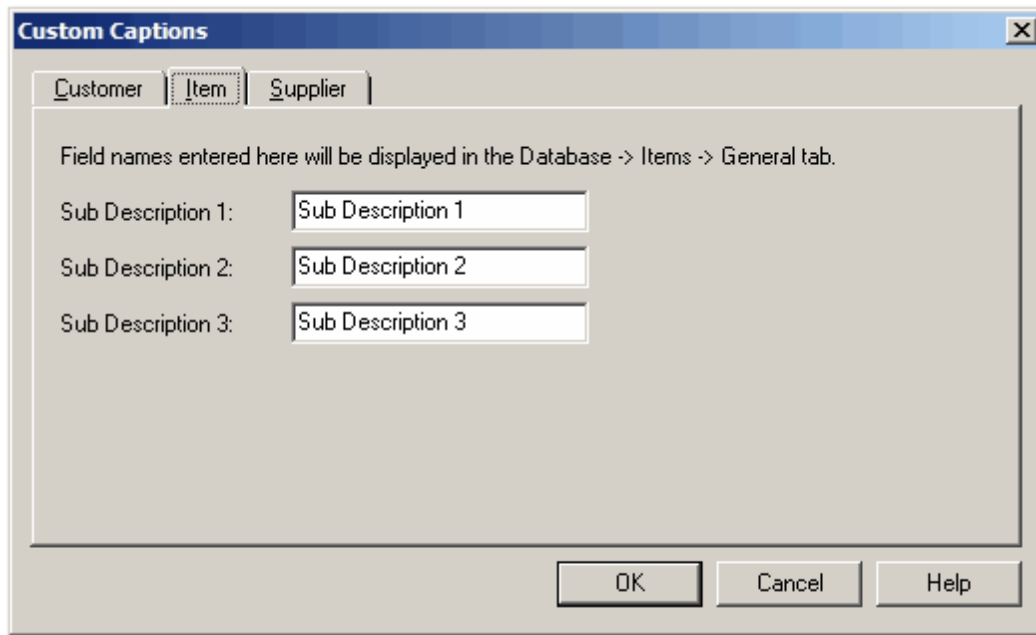 Custom Captions
Customer Item Supplier
Field names entered here will be displayed in the Database -> Items -> General tab.
Sub Description 1: Sub Description 1
Sub Description 2: Sub Description 2
Sub Description 3: Sub Description 3
OK Cancel Help